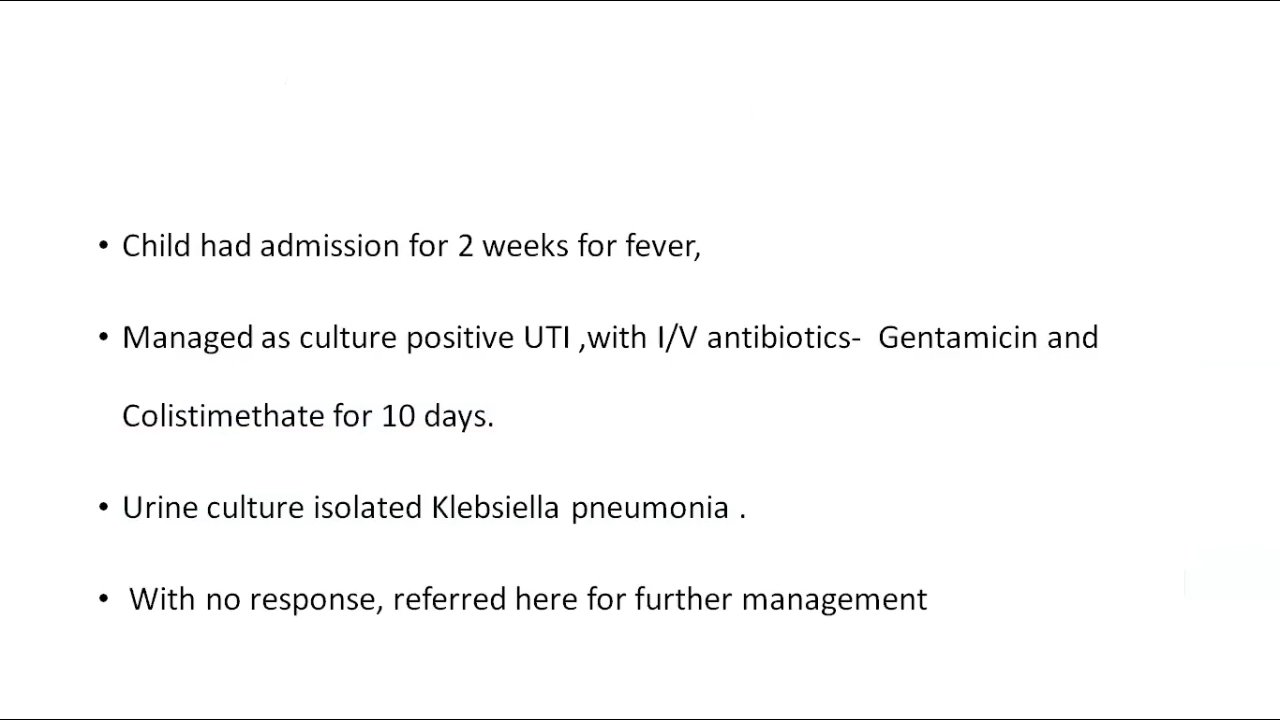 • Child had admission for 2 weeks for fever,
• Managed as culture positive UTI ,with I/V antibiotics- Gentamicin and
Colistimethate for 10 days.
• Urine culture isolated Klebsiella pneumonia .
• With no response, referred here for further management